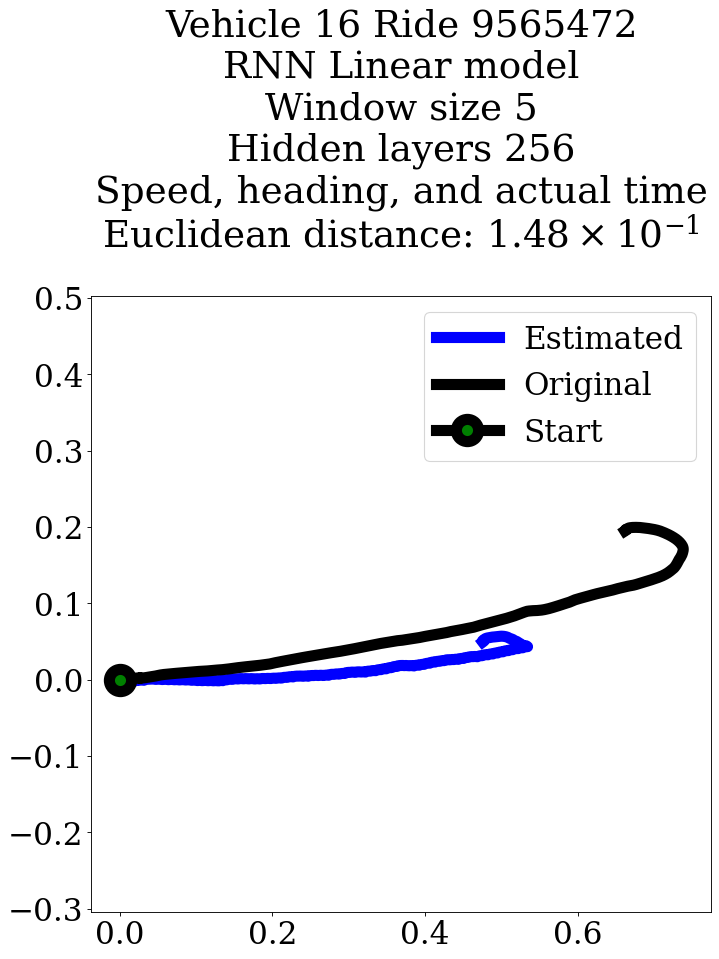 Vehicle 16 Ride 9565472
RNN Linear model
Window size 5
Hidden layers 256
Speed, heading, and actual time
Euclidean distance: 1.48 × 10⁻¹
0.5
0.4
0.3
0.2
0.1
0.0
−0.1
−0.2
−0.3
Estimated
Original
Start
0.0 0.2 0.4 0.6